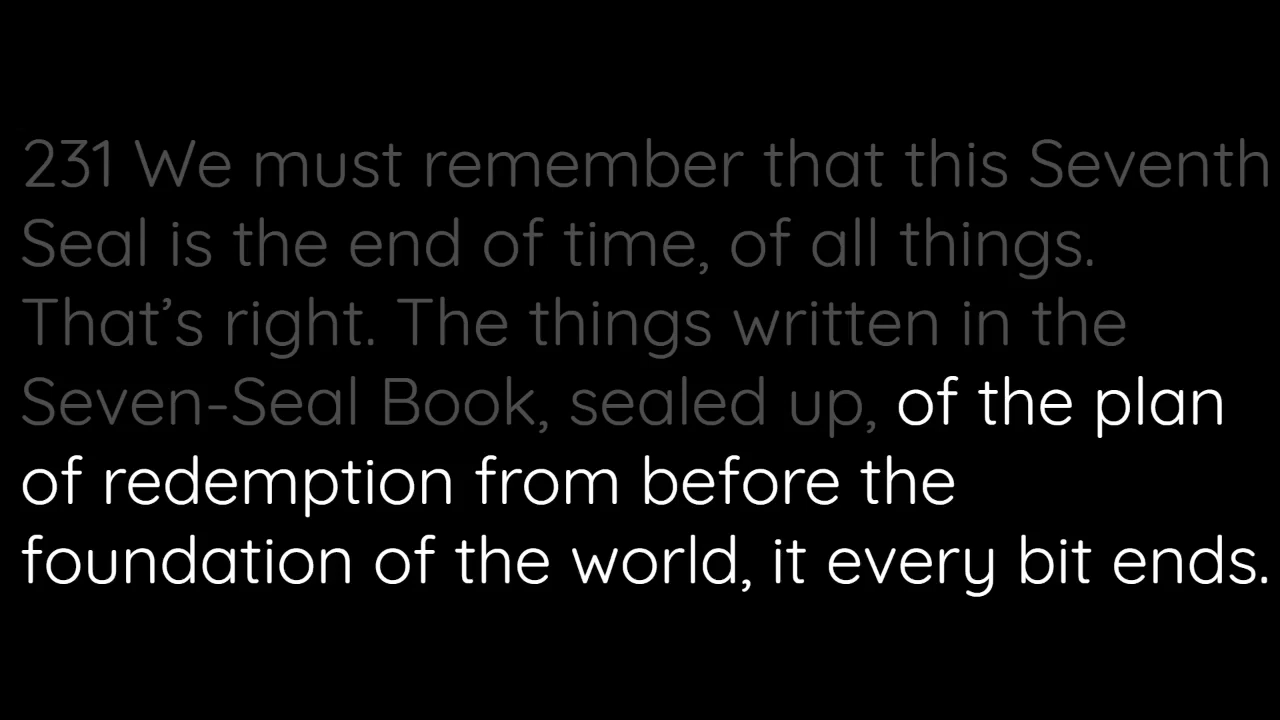 231 We must remember that this Seventh
Seal is the end of time, of all things.
That’s right. The things written in the
Seven-Seal Book, sealed up, of the plan
of redemption from before the
foundation of the world, it every bit ends.